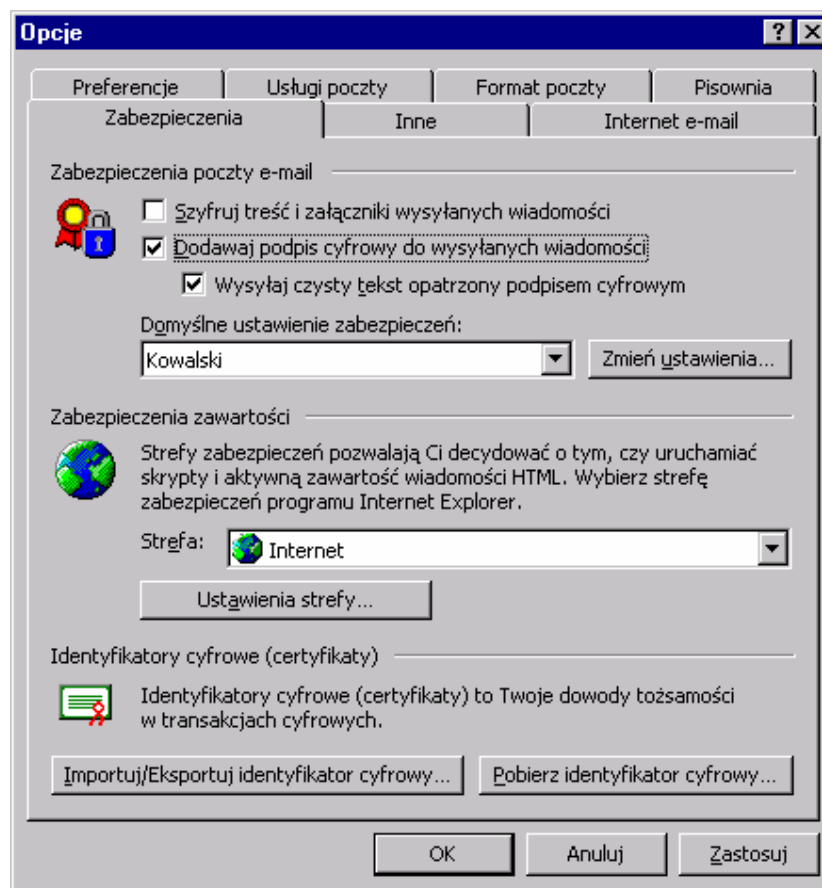 Opcje
Preferencje Usługi poczty Format poczty Pisownia
Zabezpieczenia Inne Internet e-mail
Zabezpieczenia poczty e-mail
Szyfruj treść i załączniki wysyłanych wiadomości
Dodawaj podpis cyfrowy do wysyłanych wiadomości
Wysyłaj czysty tekst opatrzony podpisem cyfrowym
Domyślne ustawienie zabezpieczeń:
Kowalski Zmień ustawienia...
Zabezpieczenia zawartości
Strefy zabezpieczeń pozwalają Ci decydować o tym, czy uruchamiać
skrypty i aktywną zawartość wiadomości HTML. Wybierz strefę
zabezpieczeń programu Internet Explorer.
Strefa: Internet
Ustawienia strefy...
Identyfikatory cyfrowe (certyfikaty)
Identyfikatory cyfrowe (certyfikaty) to Twoje dowody tożsamości
w transakcjach cyfrowych.
Importuj/Eksportuj identyfikator cyfrowy... Pobierz identyfikator cyfrowy...
OK Anuluj Zastosuj